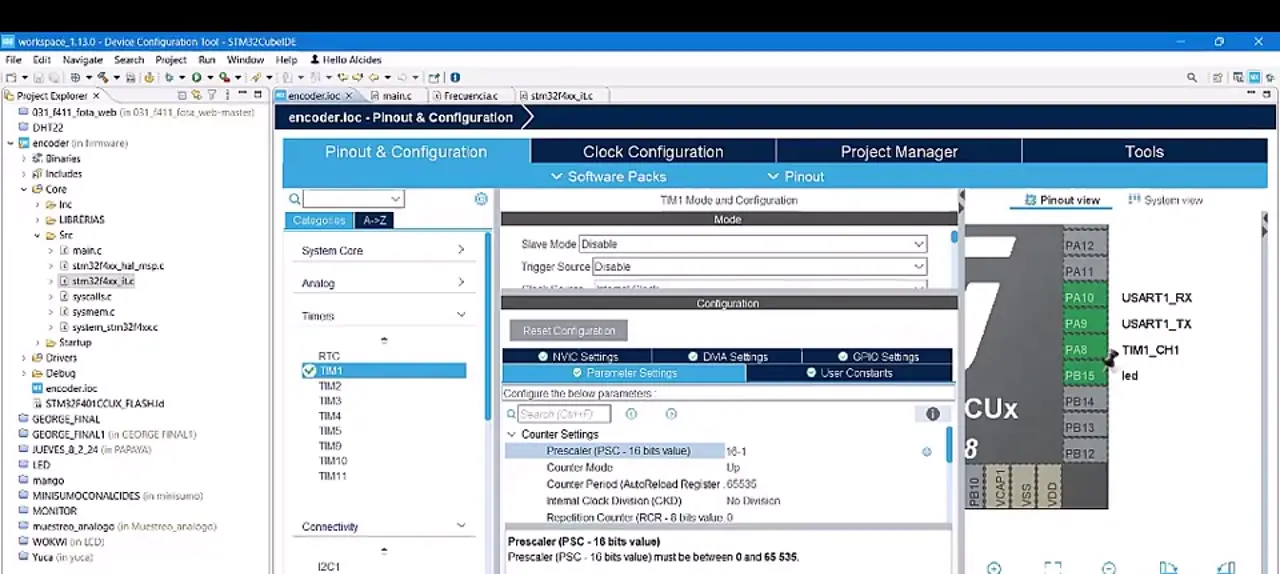 workspace_1.13.0 - Device Configuration Tool - STM32CubeIDE
File Edit Navigate Search Project Run Window Help Hello Alcides
Project Explorer
encoder.ioc main.c Frecuencia.c stm32f4xx_it.c
encoder.ioc - Pinout & Configuration
Pinout & Configuration Clock Configuration Project Manager Tools
Software Packs Pinout
031_f411_fota_web (in 031_f411_fota_web-master)
DHT22
encoder (in firmware)
Binaries
Includes
Core
Inc
LIBRERIAS
Src
main.c
stm32f4xx_hal_msp.c
stm32f4xx_it.c
syscalls.c
sysmem.c
system_stm32f4xx.c
Startup
Drivers
Debug
encoder.ioc
STM32F401CCUX_FLASH.ld
GEORGE_FINAL
GEORGE_FINAL1 (in GEORGE FINAL1)
JUEVES_8_2_24 (in PAPAYA)
LED
mango
MINISUMOCONALCIDES (in minisumo)
MONITOR
muestreo_analogo (in Muestreo_analogo)
WOKWI (in LCD)
Yuca (in yuca)
Categories A->Z
System Core
Analog
Timers
RTC
TIM1
TIM2
TIM3
TIM4
TIM5
TIM9
TIM10
TIM11
Connectivity
I2C1
TIM1 Mode and Configuration
Mode
Slave Mode Disable
Trigger Source Disable
Configuration
Reset Configuration
NVIC Settings DMA Settings GPIO Settings
Parameter Settings User Constants
Configure the below parameters :
Search (Ctrl+F)
Counter Settings
Prescaler (PSC - 16 bits value) 16-1
Counter Mode Up
Counter Period (AutoReload Register . 65535
Internal Clock Division (CKD) No Division
Repetition Counter (RCR - 8 bits value 0
Prescaler (PSC - 16 bits value)
Prescaler (PSC - 16 bits value) must be between 0 and 65 535.
Pinout view System view
PA12
PA11
PA10 USART1_RX
PA9 USART1_TX
PA8 TIM1_CH1
PB15 led
PB14
PB13
PB12
CUx
8
PB10 VCAP1 VSS VDD